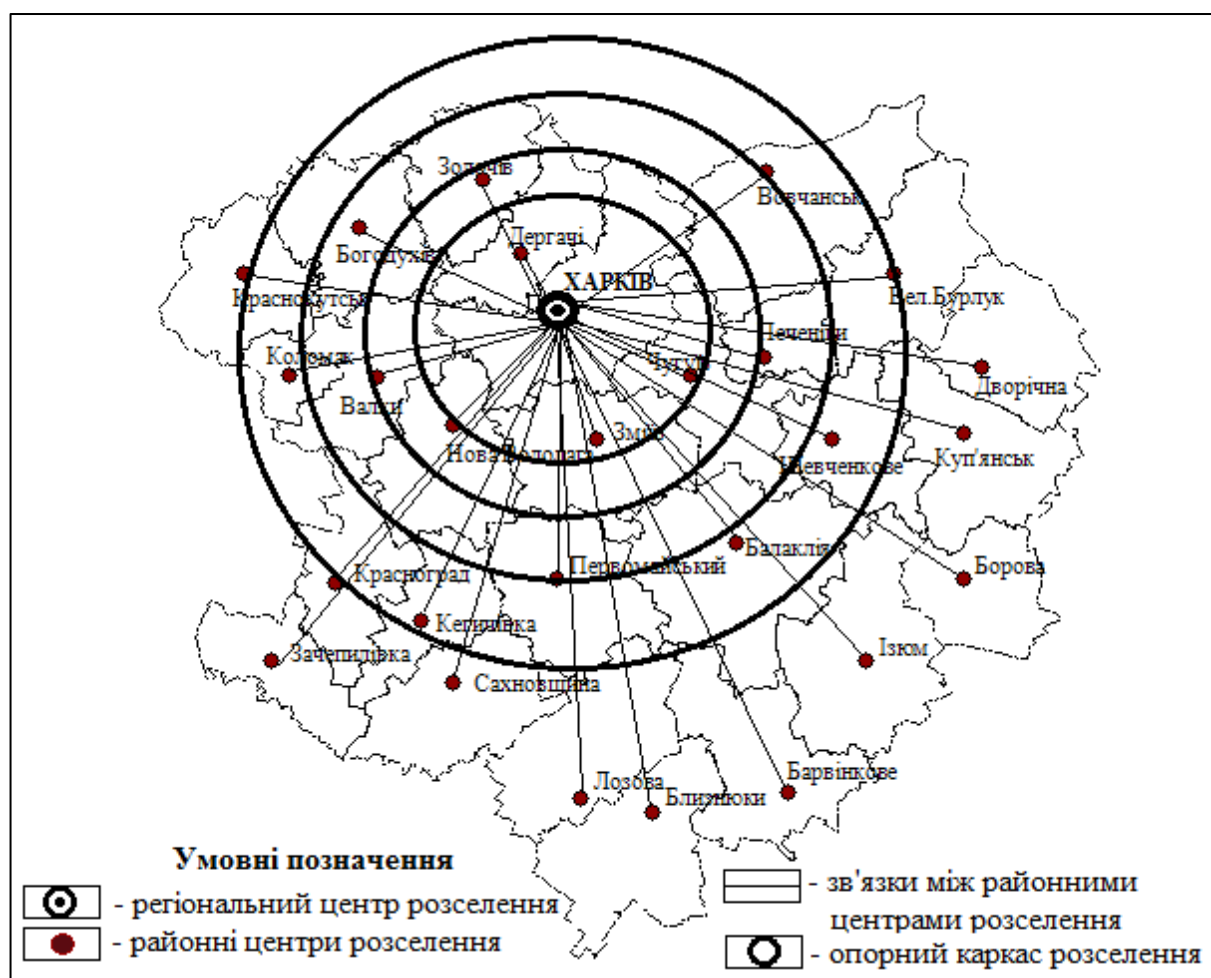 Золочів
Вовчанськ
Дергачі
Богодухів
ХАРКІВ
Краснокутськ
Вел.Бурлук
Печеніги
Коломак
Чугуїв
Дворічна
Валки
Зміїв
Нова Водолага
Шевченкове
Куп'янськ
Балаклія
Первомайський
Борова
Красноград
Кегичівка
Зачепилівка
Ізюм
Сахновщина
Барвінкове
Лозова
Близнюки
Умовні позначення
- регіональний центр розселення
- районні центри розселення
- зв'язки між районними
центрами розселення
- опорний каркас розселення